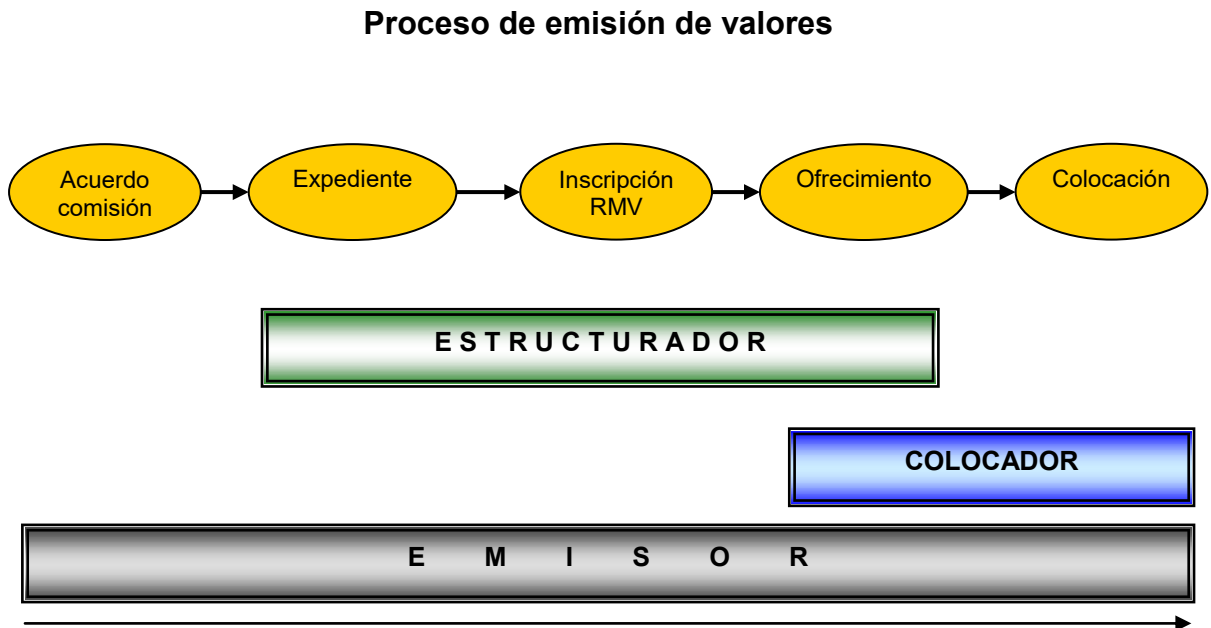 Proceso de emisión de valores
Acuerdo
comisión
Expediente
Inscripción
RMV
Ofrecimiento
Colocación
E S T R U C T U R A D O R
COLOCADOR
E M I S O R